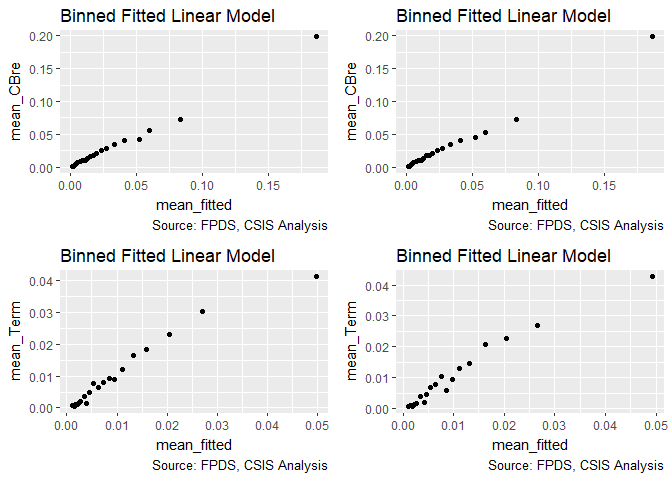 Binned Fitted Linear Model
mean_CBre
0.20
0.15
0.10
0.05
0.00
0.00 0.05 0.10 0.15
mean_fitted
Source: FPDS, CSIS Analysis
Binned Fitted Linear Model
mean_CBre
0.20
0.15
0.10
0.05
0.00
0.00 0.05 0.10 0.15
mean_fitted
Source: FPDS, CSIS Analysis
Binned Fitted Linear Model
mean_Term
0.04
0.03
0.02
0.01
0.00
0.00 0.01 0.02 0.03 0.04 0.05
mean_fitted
Source: FPDS, CSIS Analysis
Binned Fitted Linear Model
mean_Term
0.04
0.03
0.02
0.01
0.00
0.00 0.01 0.02 0.03 0.04 0.05
mean_fitted
Source: FPDS, CSIS Analysis